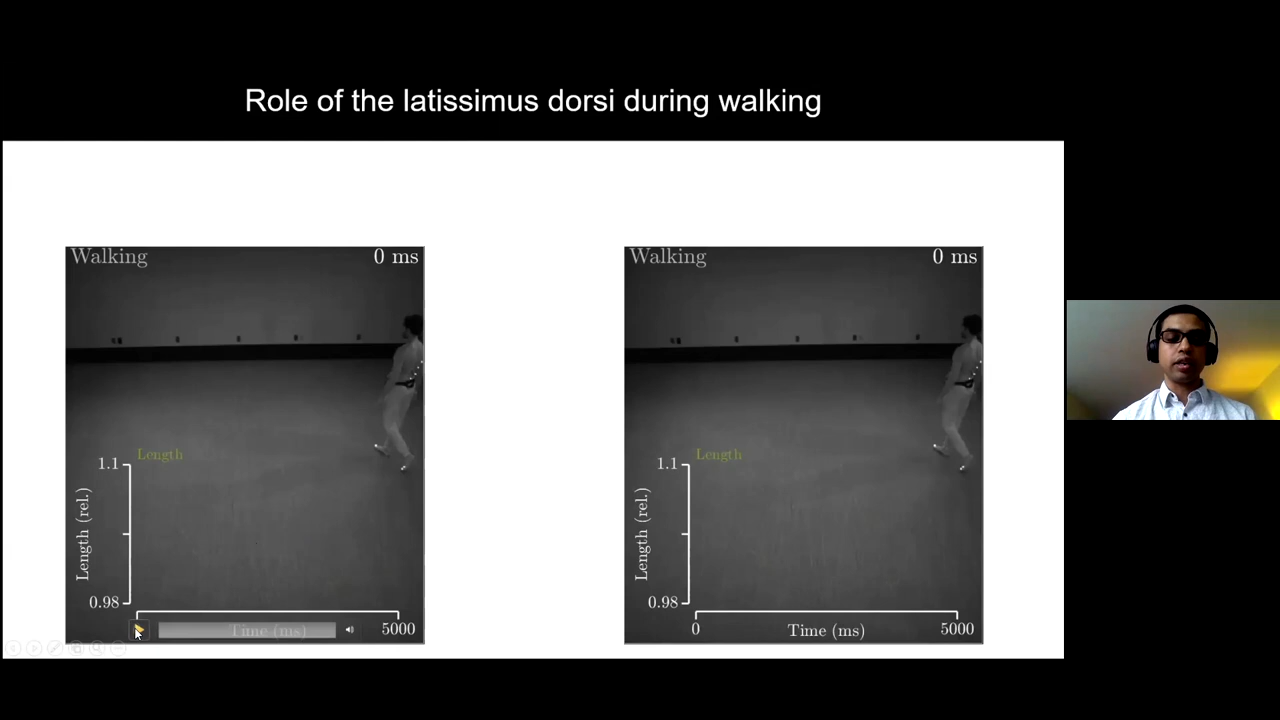 Role of the latissimus dorsi during walking
Walking
0 ms
Length
1.1
Length (rel.)
0.98
Time (ms)
5000
Walking
0 ms
Length
1.1
Length (rel.)
0.98
0
Time (ms)
5000